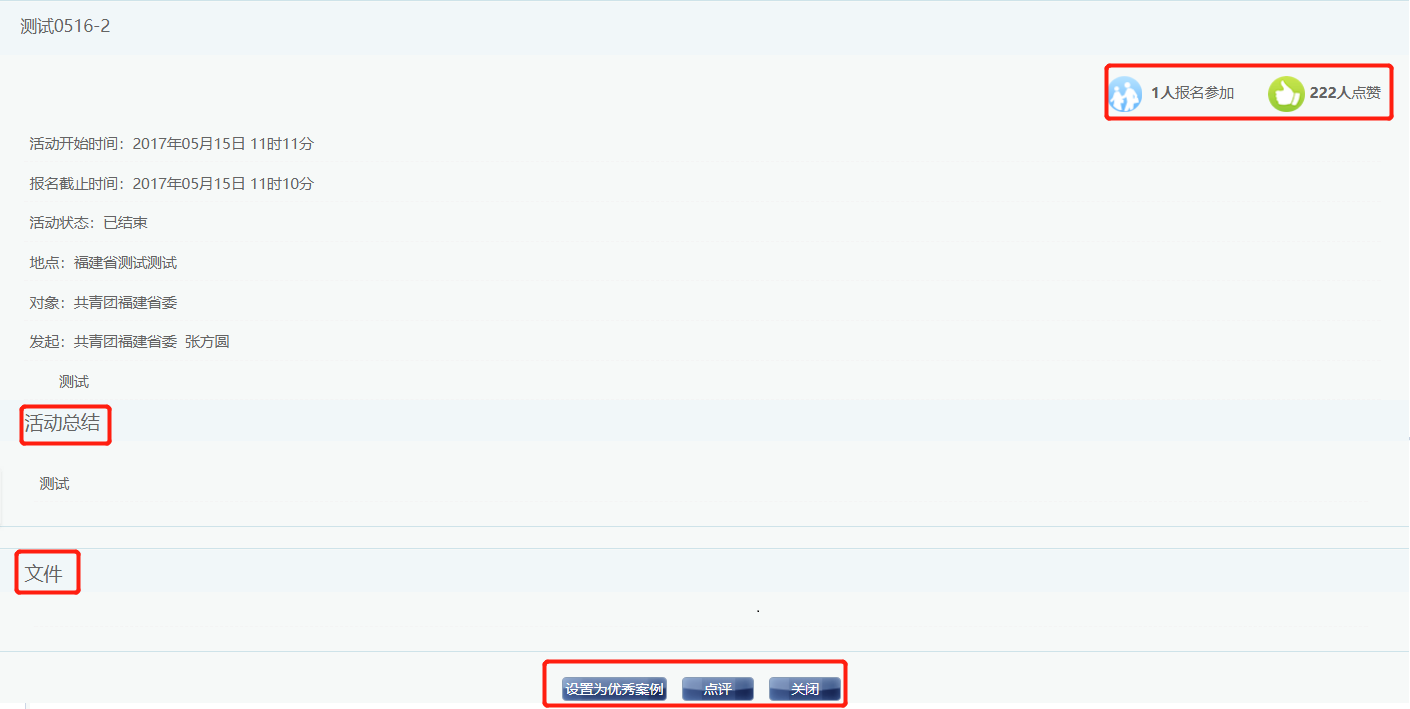 测试0516-2
1人报名参加 222人点赞
活动开始时间：2017年05月15日 11时11分
报名截止时间：2017年05月15日 11时10分
活动状态：已结束
地点：福建省测试测试
对象：共青团福建省委
发起：共青团福建省委 张方圆
测试
活动总结
测试
文件
设置为优秀案例 点评 关闭